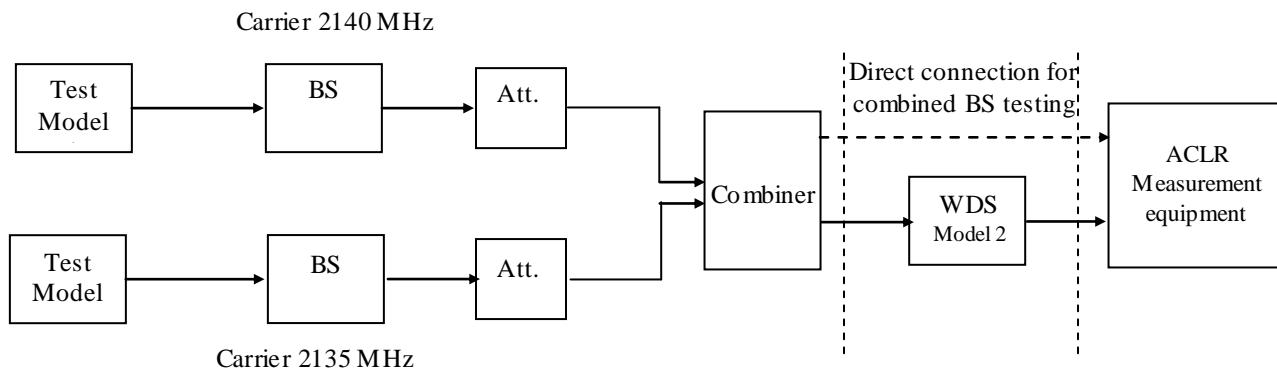 Carrier 2140 MHz
Test
Model
BS
Att.
Direct connection for
combined BS testing
Combiner
WDS
Model 2
ACLR
Measurement
equipment
Test
Model
BS
Att.
Carrier 2135 MHz